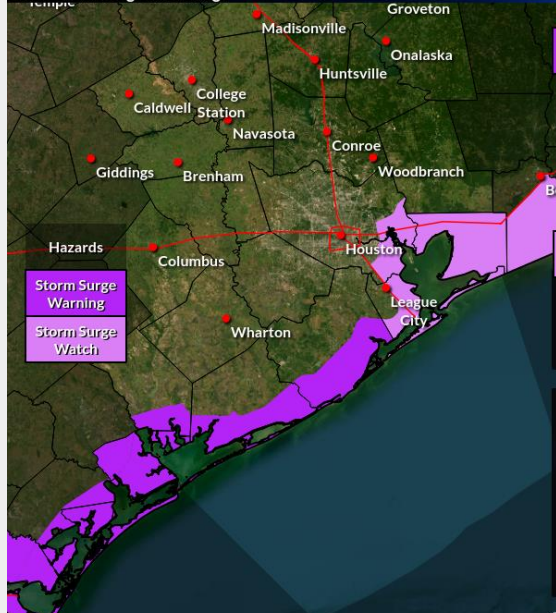 Temple
Groveton
Madisonville
Onalaska
Huntsville
College
Station
Caldwell
Navasota
Conroe
Giddings
Brenham
Woodbranch
Hazards
Columbus
Houston
Storm Surge
Warning
League
City
Storm Surge
Watch
Wharton